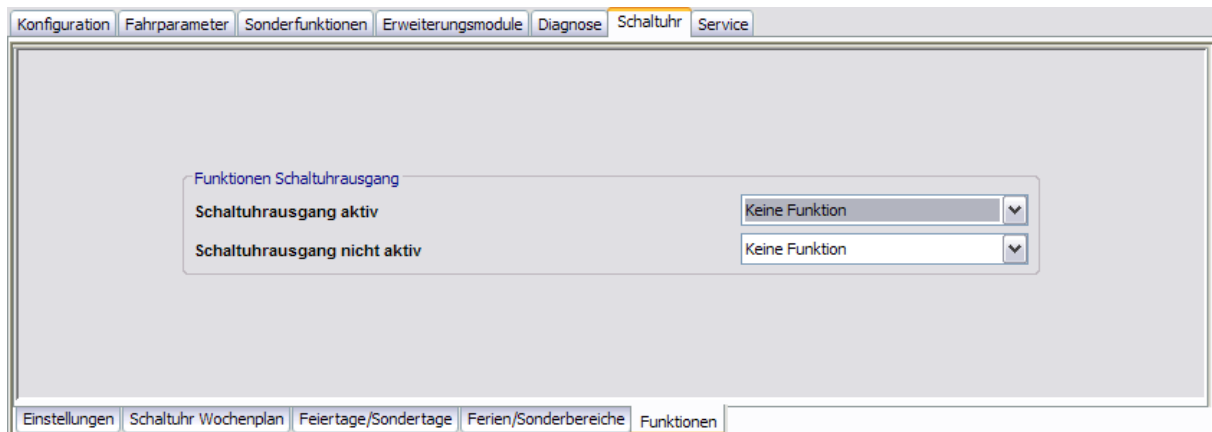 Konfiguration Fahrparameter Sonderfunktionen Erweiterungsmodule Diagnose Schaltuhr Service
Funktionen Schaltuhrausgang
Schaltuhrausgang aktiv Keine Funktion
Schaltuhrausgang nicht aktiv Keine Funktion
Einstellungen Schaltuhr Wochenplan Feiertage/Sondertage Ferien/Sonderbereiche Funktionen